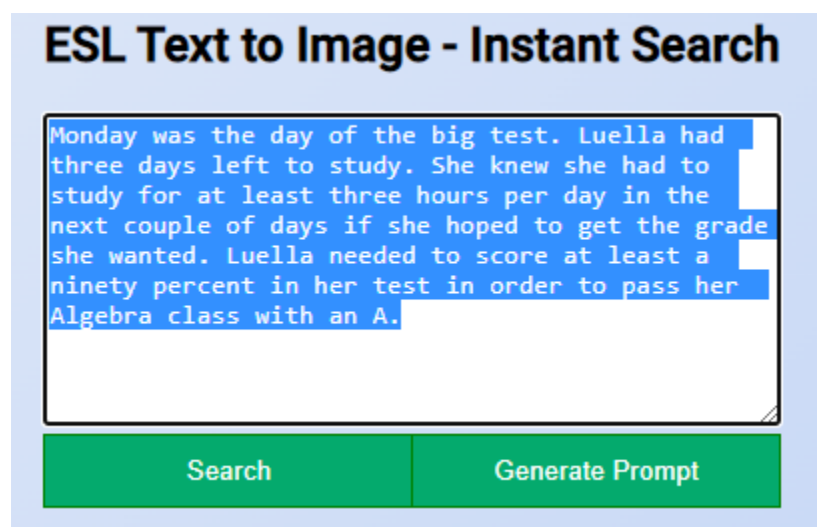 ESL Text to Image - Instant Search
Monday was the day of the big test. Luella had
three days left to study. She knew she had to
study for at least three hours per day in the
next couple of days if she hoped to get the grade
she wanted. Luella needed to score at least a
ninety percent in her test in order to pass her
Algebra class with an A.
Search
Generate Prompt